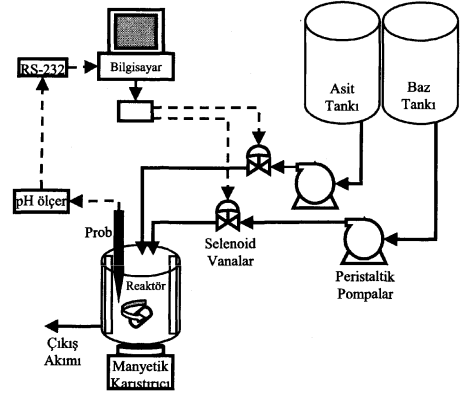 RS-232
Bilgisayar
Asit
Tankı
Baz
Tankı
pH ölçer
Prob
Selenoid
Vanalar
Reaktör
Peristaltik
Pompalar
Çıkış
Akımı
Manyetik
Karıştırıcı